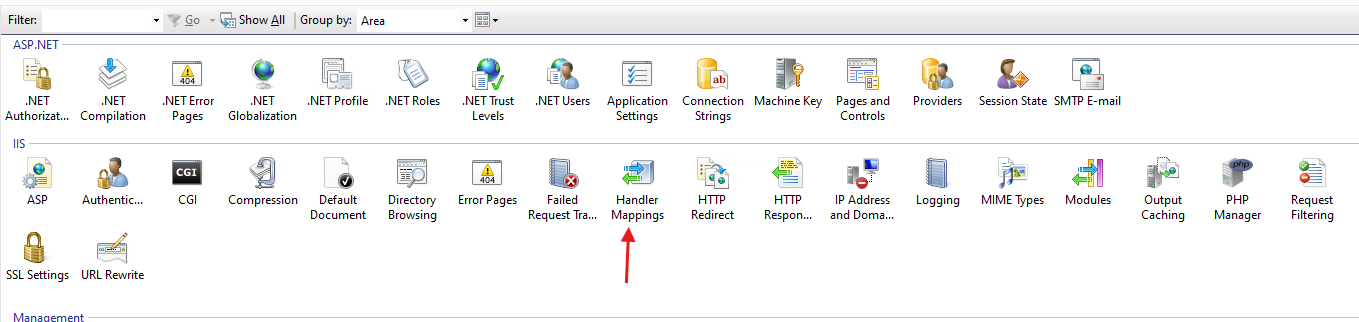 Filter: Go Show All Group by: Area
ASP.NET
.NET Authorizat... .NET Compilation .NET Error Pages .NET Globalization .NET Profile .NET Roles .NET Trust Levels .NET Users Application Settings Connection Strings Machine Key Pages and Controls Providers Session State SMTP E-mail
IIS
ASP Authentic... CGI Compression Default Document Directory Browsing Error Pages Failed Request Tra... Handler Mappings HTTP Redirect HTTP Respon... IP Address and Doma... Logging MIME Types Modules Output Caching PHP Manager Request Filtering
SSL Settings URL Rewrite
Management